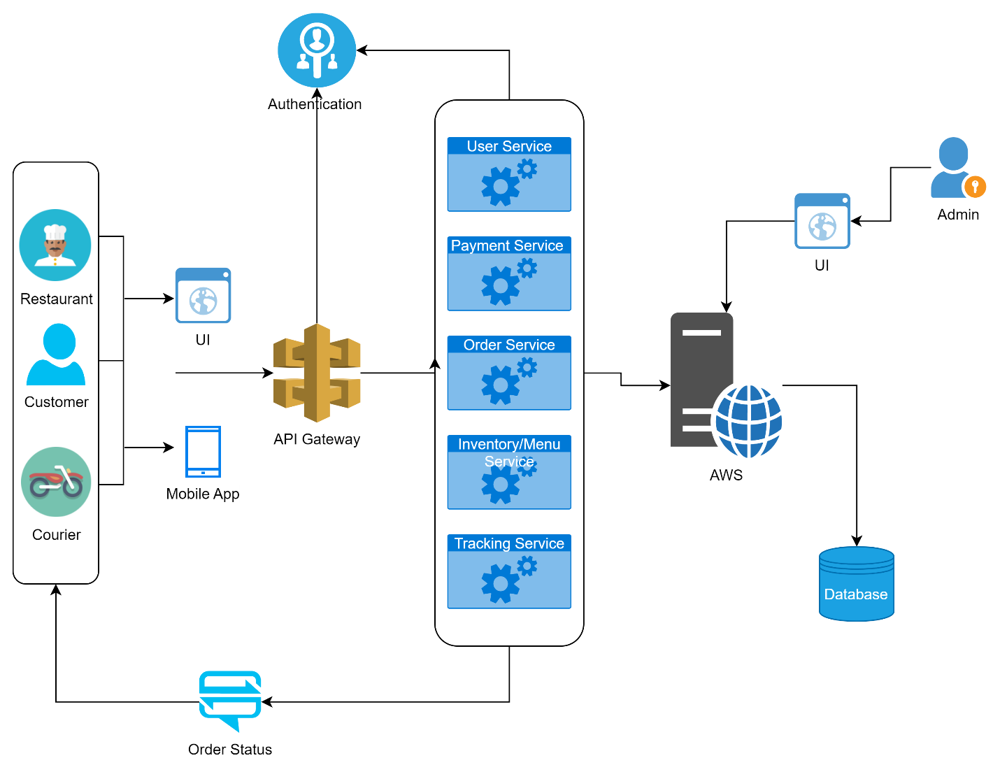 Authentication
User Service
Payment Service
Order Service
Inventory/Menu
Service
Tracking Service
Restaurant
Customer
Courier
UI
Mobile App
API Gateway
Admin
UI
AWS
Database
Order Status